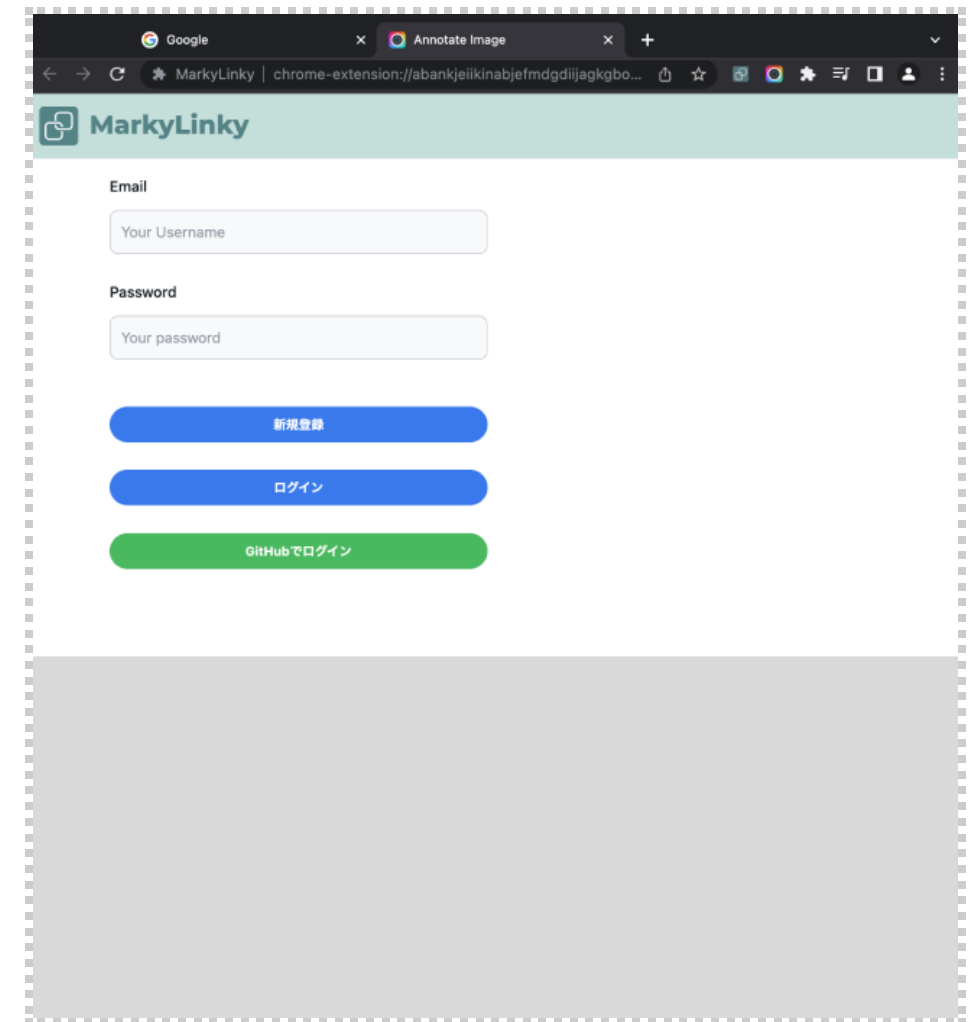 Google
Annotate Image
MarkyLinky | chrome-extension://abankjeiikinabjefmdgdiijagkgbo...
MarkyLinky
Email
Your Username
Password
Your password
新規登録
ログイン
GitHubでログイン